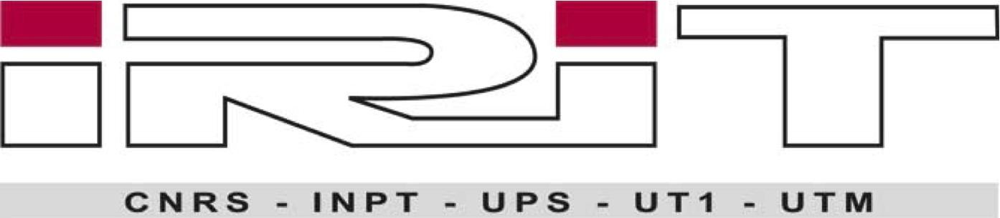 iRiT
CNRS - INPT - UPS - UT1 - UTM